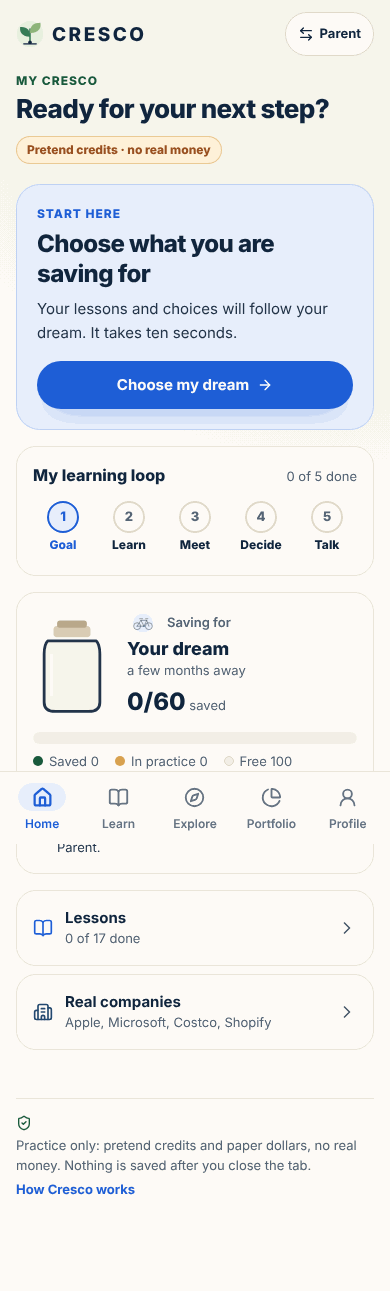 CRESCO
Parent
MY CRESCO
Ready for your next step?
Pretend credits · no real money
START HERE
Choose what you are
saving for
Your lessons and choices will follow your
dream. It takes ten seconds.
Choose my dream
My learning loop
0 of 5 done
1
2
3
4
5
Goal
Learn
Meet
Decide
Talk
Saving for
Your dream
a few months away
0/60 saved
Saved 0
In practice 0
Free 100
Home
Learn
Explore
Portfolio
Profile
Parent.
Lessons
0 of 17 done
Real companies
Apple, Microsoft, Costco, Shopify
Practice only: pretend credits and paper dollars, no real
money. Nothing is saved after you close the tab.
How Cresco works